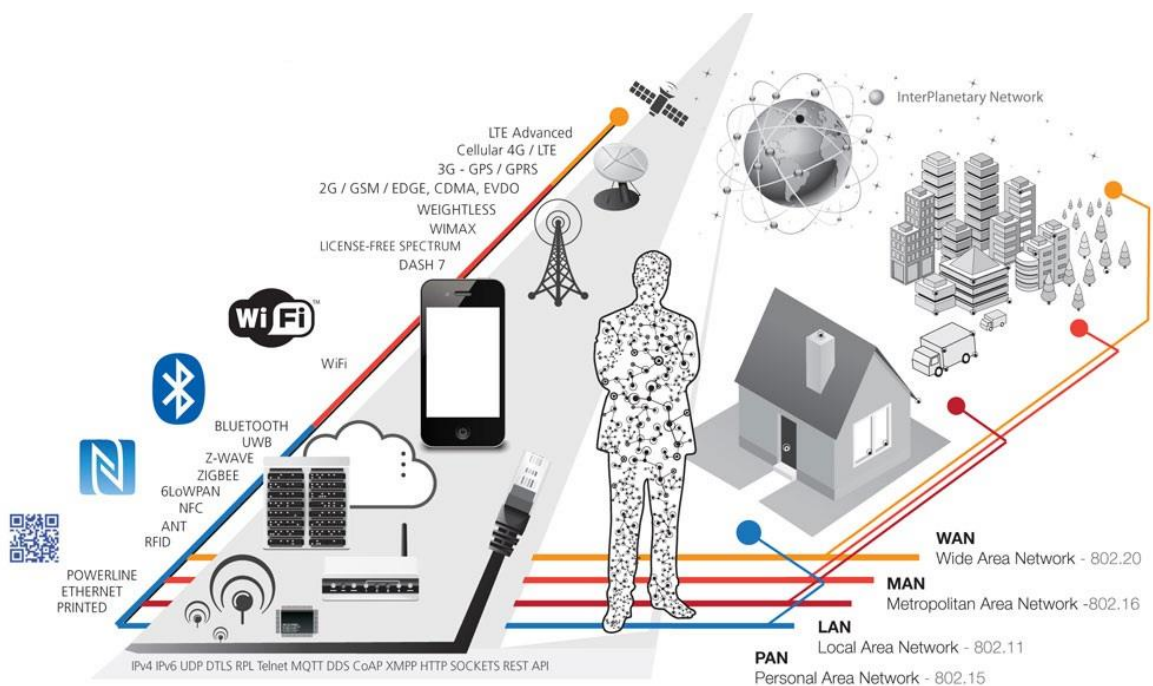 InterPlanetary Network
LTE Advanced
Cellular 4G / LTE
3G - GPS / GPRS
2G / GSM / EDGE, CDMA, EVDO
WEIGHTLESS
WIMAX
LICENSE-FREE SPECTRUM
DASH 7
WiFi™
WiFi
BLUETOOTH
UWB
Z-WAVE
ZIGBEE
6LoWPAN
NFC
ANT
RFID
POWERLINE
ETHERNET
PRINTED
WAN
Wide Area Network - 802.20
MAN
Metropolitan Area Network -802.16
LAN
Local Area Network - 802.11
PAN
Personal Area Network - 802.15
IPv4 IPv6 UDP DTLS RPL Telnet MQTT DDS CoAP XMPP HTTP SOCKETS REST API